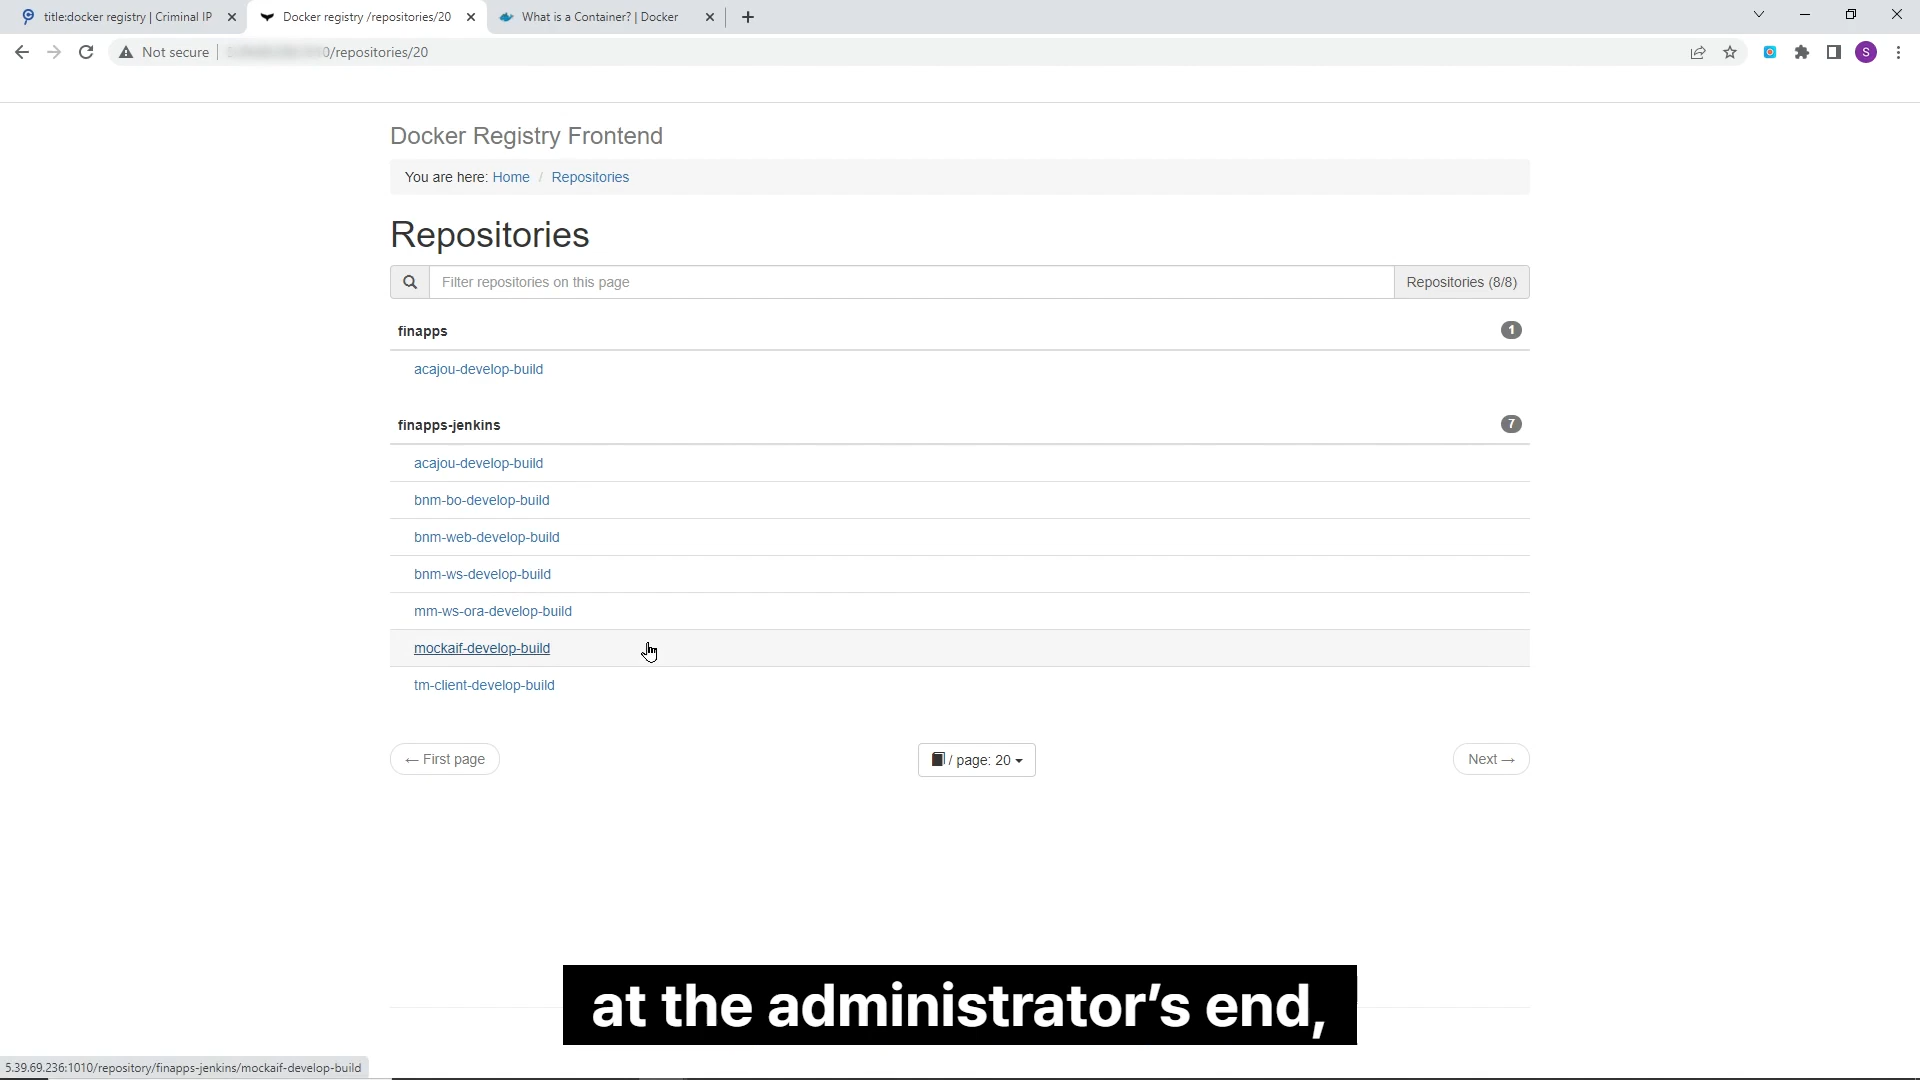 title:docker registry | Criminal IP
Docker registry /repositories/20
What is a Container? | Docker
Not secure
0/repositories/20
S
Docker Registry Frontend
You are here: Home / Repositories
Repositories
Filter repositories on this page
Repositories (8/8)
finapps
1
acajou-develop-build
finapps-jenkins
7
acajou-develop-build
bnm-bo-develop-build
bnm-web-develop-build
bnm-ws-develop-build
mm-ws-ora-develop-build
mockaif-develop-build
tm-client-develop-build
← First page
/ page: 20
Next →
at the administrator's end,
5.39.69.236:1010/repository/finapps-jenkins/mockaif-develop-build